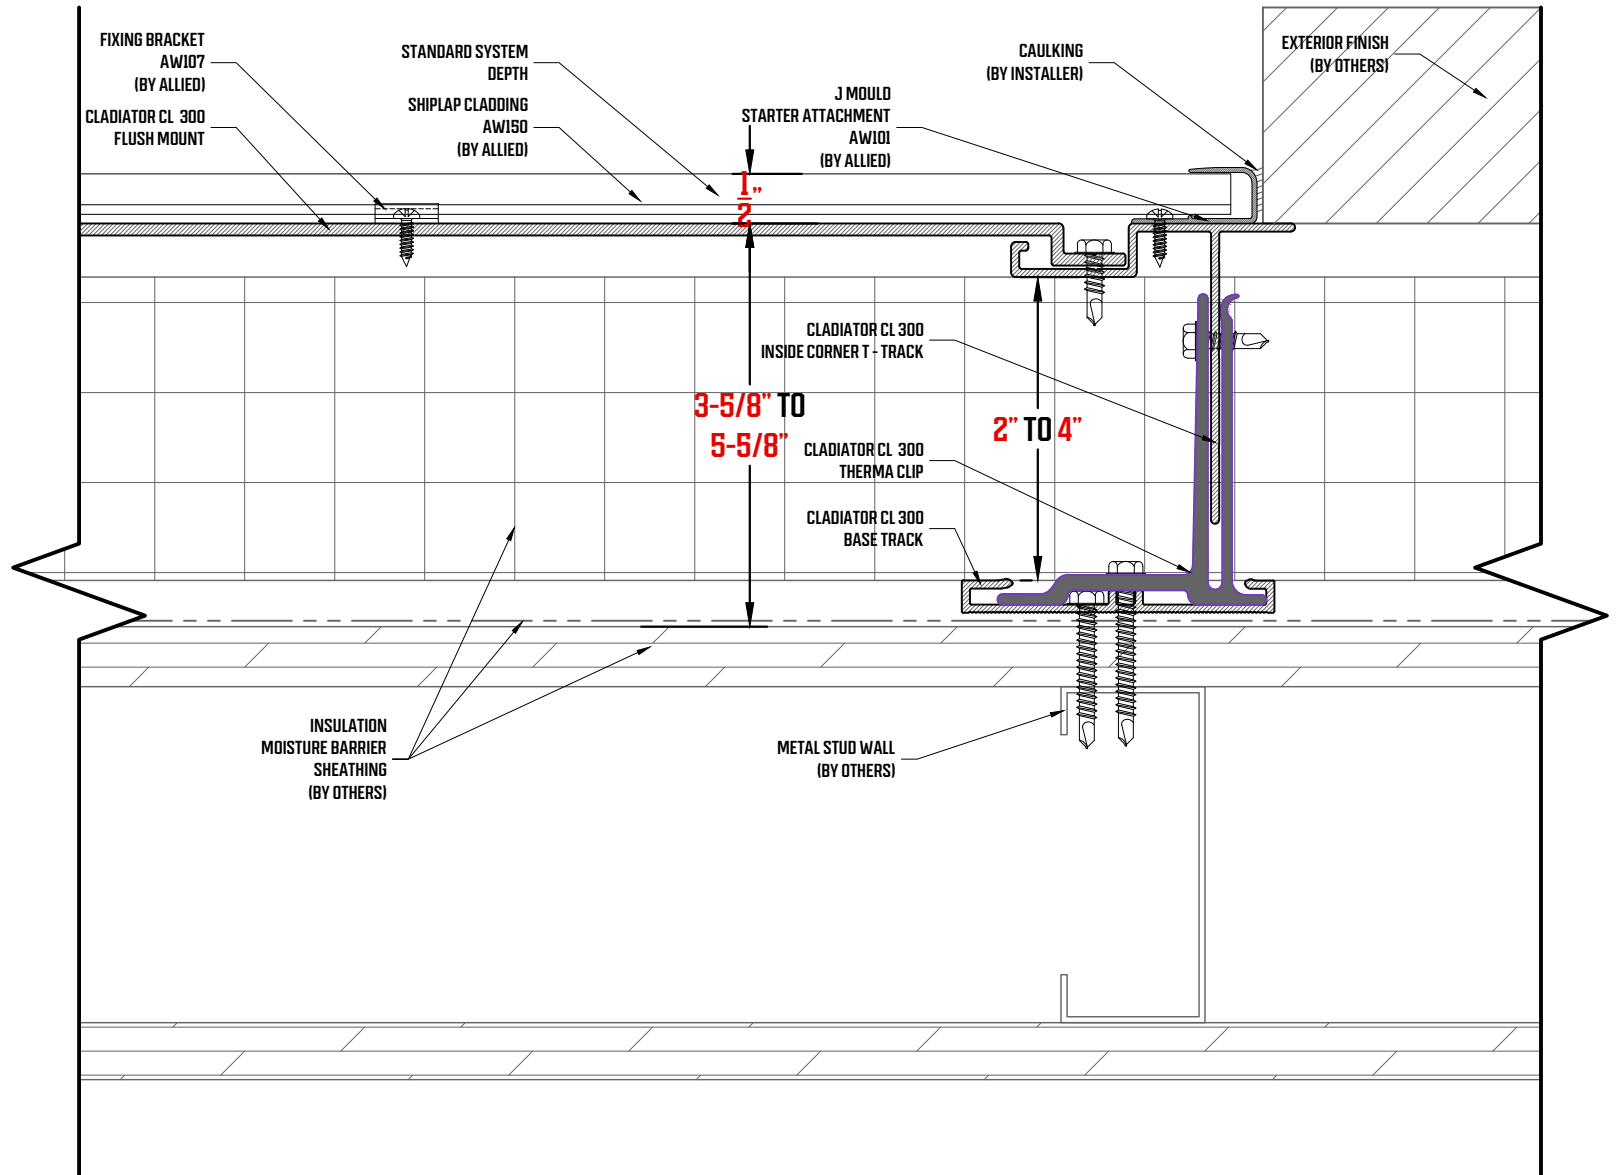 FIXING BRACKET
AW107
(BY ALLIED)
CLADIATOR CL 300
FLUSH MOUNT
STANDARD SYSTEM
DEPTH
SHIPLAP CLADDING
AW150
(BY ALLIED)
J MOULD
STARTER ATTACHMENT
AW101
(BY ALLIED)
CAULKING
(BY INSTALLER)
EXTERIOR FINISH
(BY OTHERS)
1"
2
CLADIATOR CL 300
INSIDE CORNER T - TRACK
3-5/8" TO
5-5/8"
2" TO 4"
CLADIATOR CL 300
THERMA CLIP
CLADIATOR CL 300
BASE TRACK
INSULATION
MOISTURE BARRIER
SHEATHING
(BY OTHERS)
METAL STUD WALL
(BY OTHERS)